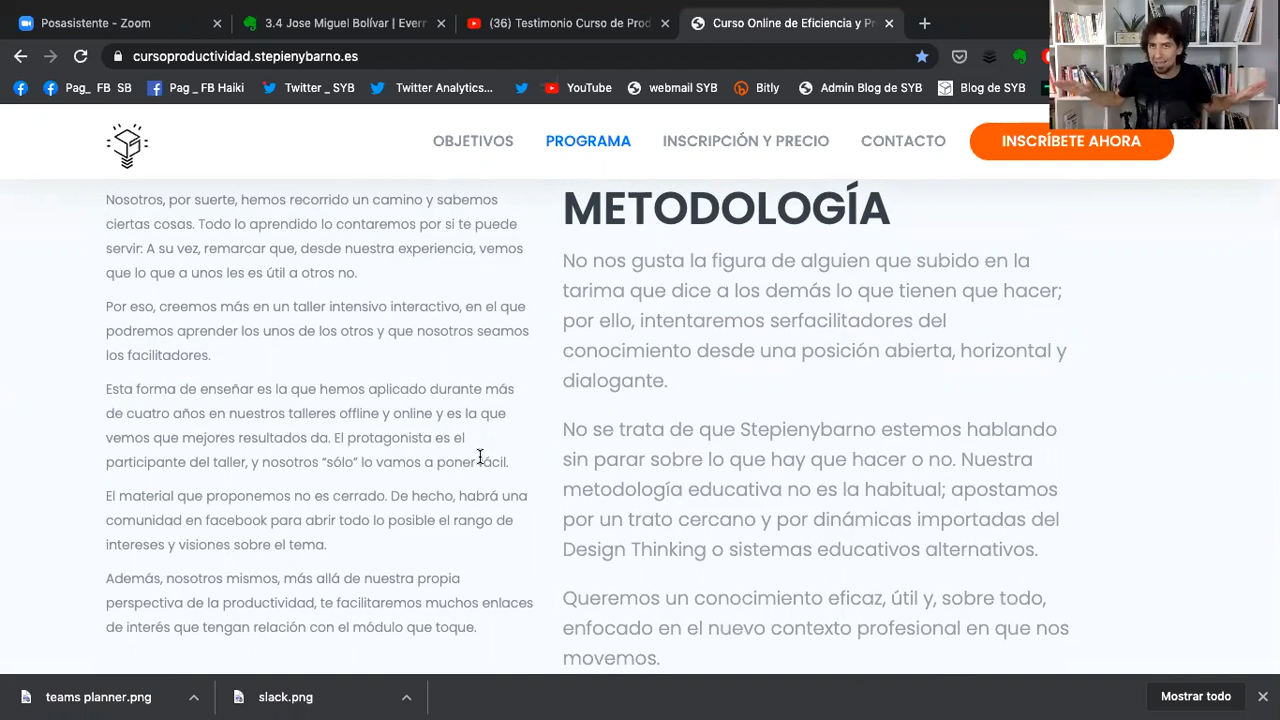 Posasistente - Zoom
3.4 Jose Miguel Bolívar | Everr
(36) Testimonio Curso de Prod
Curso Online de Eficiencia y Pr
cursoproductividad.stepienybarno.es
Pag_ FB SB
Pag _ FB Haiki
Twitter _ SYB
Twitter Analytics...
YouTube
webmail SYB
Bitly
Admin Blog de SYB
Blog de SYB
OBJETIVOS
PROGRAMA
INSCRIPCIÓN Y PRECIO
CONTACTO
INSCRÍBETE AHORA
Nosotros, por suerte, hemos recorrido un camino y sabemos
ciertas cosas. Todo lo aprendido lo contaremos por si te puede
servir: A su vez, remarcar que, desde nuestra experiencia, vemos
que lo que a unos les es útil a otros no.
Por eso, creemos más en un taller intensivo interactivo, en el que
podremos aprender los unos de los otros y que nosotros seamos
los facilitadores.
Esta forma de enseñar es la que hemos aplicado durante más
de cuatro años en nuestros talleres offline y online y es la que
vemos que mejores resultados da. El protagonista es el
participante del taller, y nosotros “sólo” lo vamos a poner fácil.
El material que proponemos no es cerrado. De hecho, habrá una
comunidad en facebook para abrir todo lo posible el rango de
intereses y visiones sobre el tema.
Además, nosotros mismos, más allá de nuestra propia
perspectiva de la productividad, te facilitaremos muchos enlaces
de interés que tengan relación con el módulo que toque.
METODOLOGÍA
No nos gusta la figura de alguien que subido en la
tarima que dice a los demás lo que tienen que hacer;
por ello, intentaremos serfacilitadores del
conocimiento desde una posición abierta, horizontal y
dialogante.
No se trata de que Stepienybarno estemos hablando
sin parar sobre lo que hay que hacer o no. Nuestra
metodología educativa no es la habitual; apostamos
por un trato cercano y por dinámicas importadas del
Design Thinking o sistemas educativos alternativos.
Queremos un conocimiento eficaz, útil y, sobre todo,
enfocado en el nuevo contexto profesional en que nos
movemos.
teams planner.png
slack.png
Mostrar todo